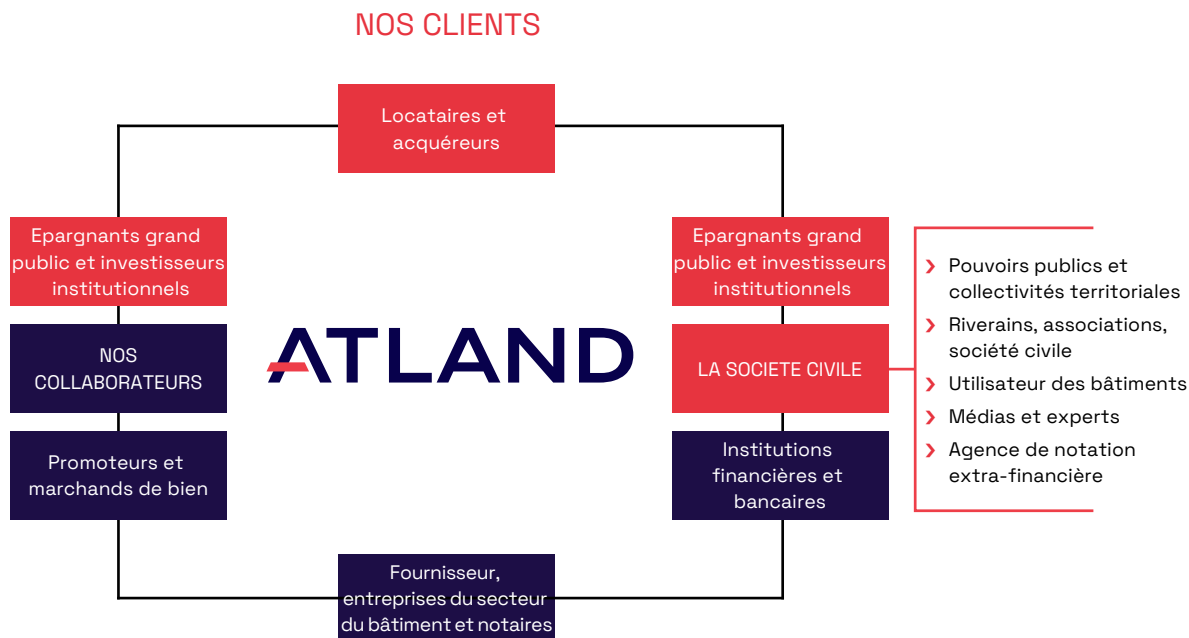 NOS CLIENTS
Locataires et
acquéreurs
Epargnants grand
public et investisseurs
institutionnels
NOS
COLLABORATEURS
Promoteurs et
marchands de bien
ATLAND
Epargnants grand
public et investisseurs
institutionnels
LA SOCIETE CIVILE
Institutions
financières et
bancaires
Pouvoirs publics et
collectivités territoriales
Riverains, associations,
société civile
Utilisateur des bâtiments
Médias et experts
Agence de notation
extra-financière
Fournisseur,
entreprises du secteur
du bâtiment et notaires